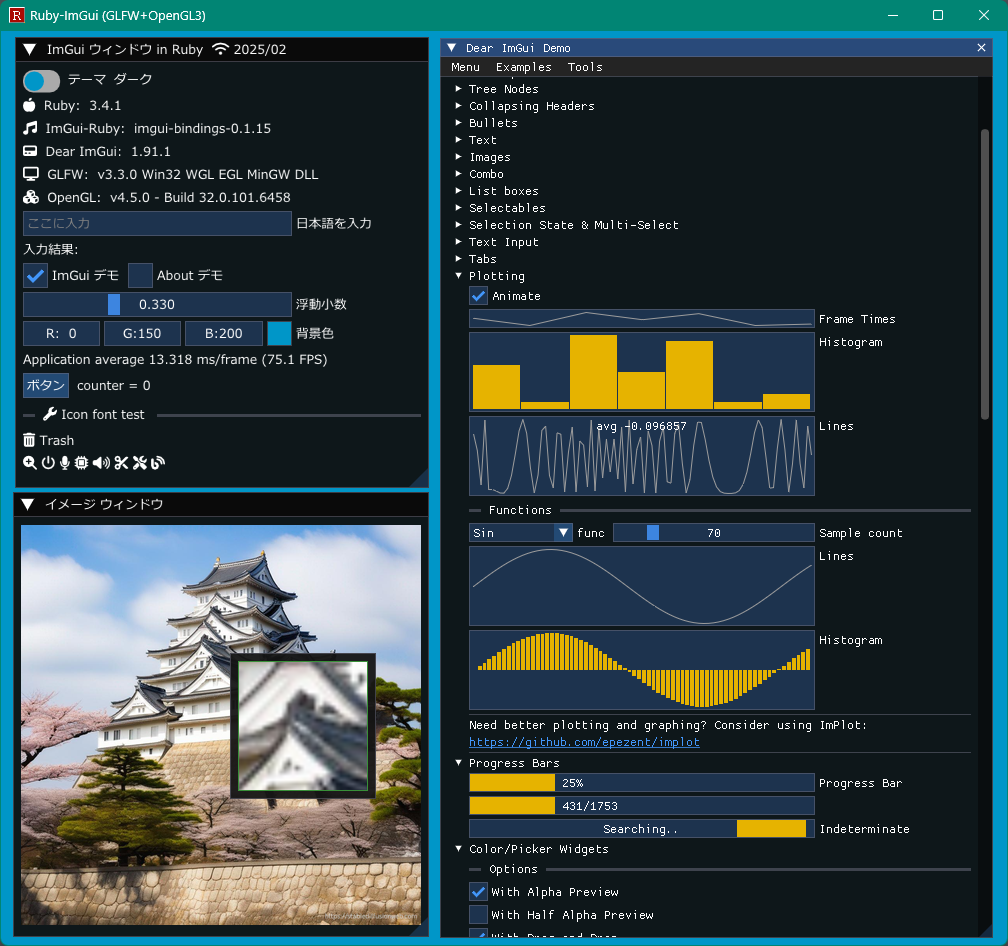 Ruby-ImGui (GLFW+OpenGL3)
ImGui ウィンドウ in Ruby 2025/02
テーマ ダーク
Ruby: 3.4.1
ImGui-Ruby: imgui-bindings-0.1.15
Dear ImGui: 1.91.1
GLFW: v3.3.0 Win32 WGL EGL MinGW DLL
OpenGL: v4.5.0 - Build 32.0.101.6458
ここに入力 日本語を入力
入力結果:
ImGui デモ About デモ
0.330 浮動小数
R: 0 G:150 B:200 背景色
Application average 13.318 ms/frame (75.1 FPS)
ボタン counter = 0
Icon font test
Trash
イメージ ウィンドウ
Dear ImGui Demo
Menu Examples Tools
Tree Nodes
Collapsing Headers
Bullets
Text
Images
Combo
List boxes
Selectables
Selection State & Multi-Select
Text Input
Tabs
Plotting
Animate
Frame Times
Histogram
avg -0.096857 Lines
Functions
Sin func 70 Sample count
Lines
Histogram
Need better plotting and graphing? Consider using ImPlot:
https://github.com/epezent/implot
Progress Bars
25% Progress Bar
431/1753
Searching.. Indeterminate
Color/Picker Widgets
Options
With Alpha Preview
With Half Alpha Preview
With Drag and Drop